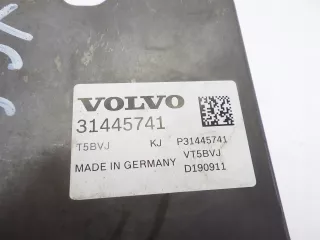 VOLVO
31445741
T5BVJ KJ P31445741
VT5BVJ
MADE IN GERMANY D190911